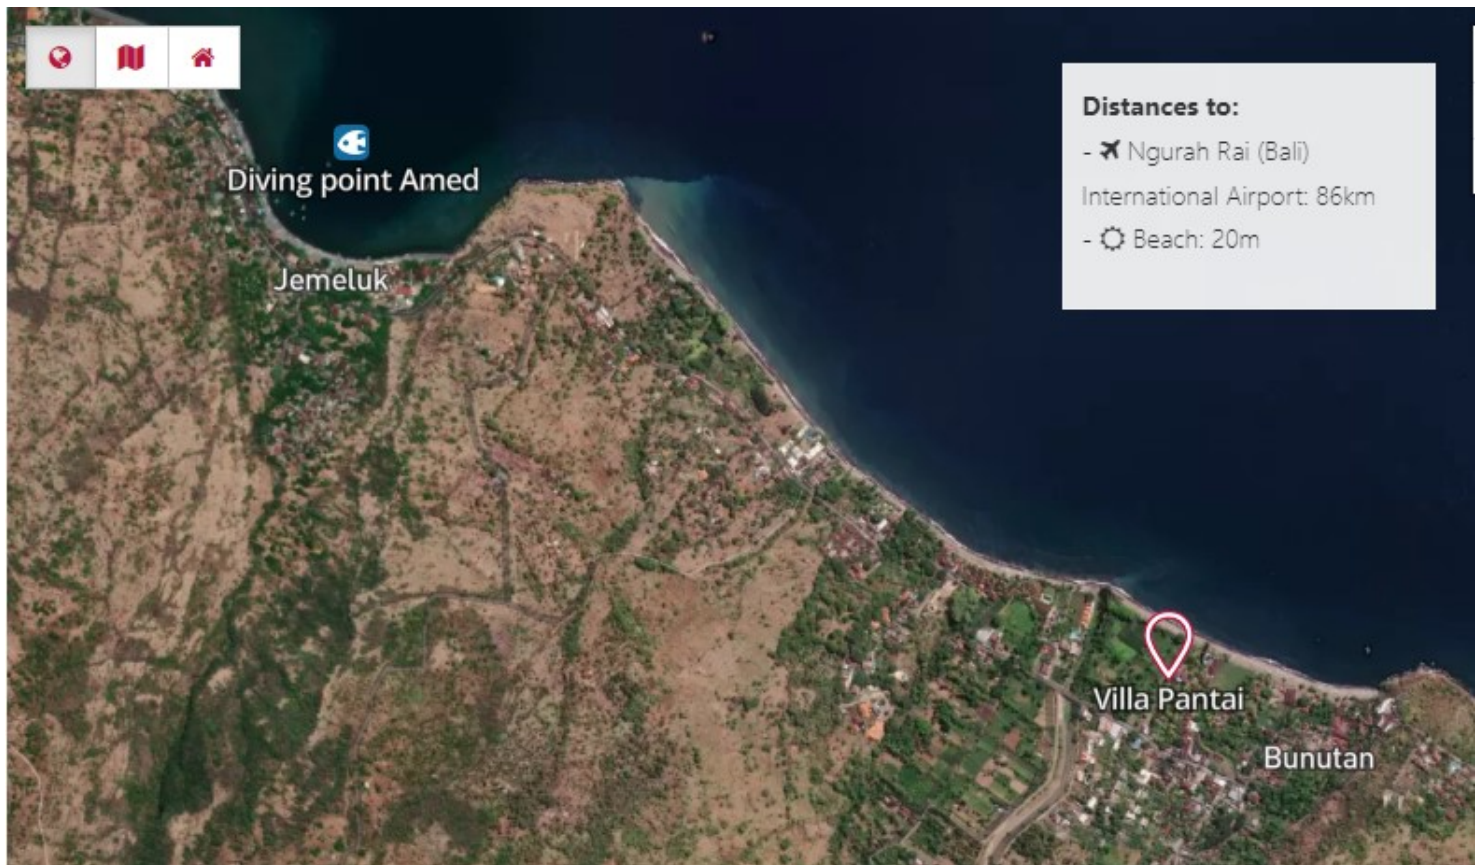 Distances to:
- Ngurah Rai (Bali)
International Airport: 86km
- Beach: 20m
Diving point Amed
Jemeluk
Villa Pantai
Bunutan